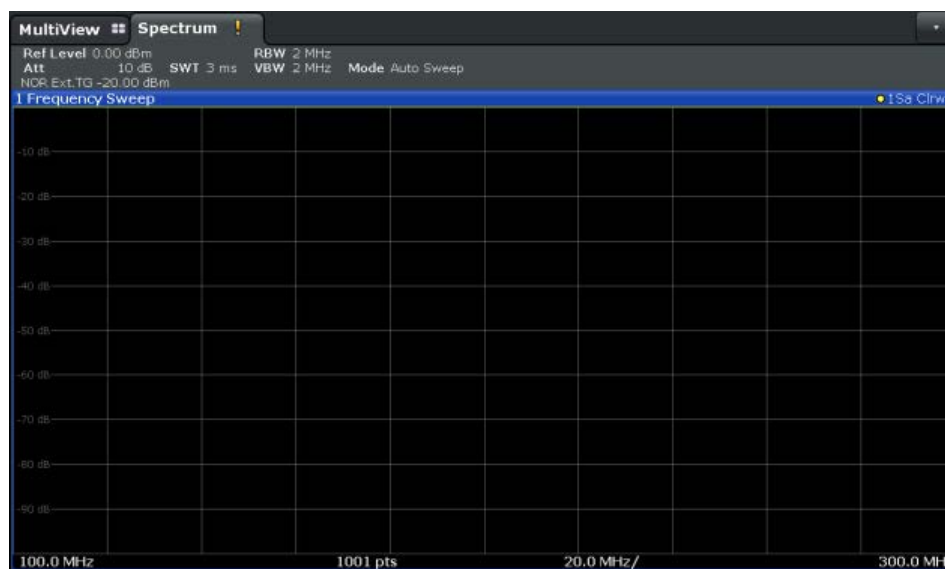 MultiView Spectrum !
Ref Level 0.00 dBm RBW 2 MHz
Att 10 dB SWT 3 ms VBW 2 MHz Mode Auto Sweep
NOR Ext.TG -20.00 dBm
1 Frequency Sweep 1Sa Clrw
-10 dB
-20 dB
-30 dB
-40 dB
-50 dB
-60 dB
-70 dB
-80 dB
-90 dB
100.0 MHz 1001 pts 20.0 MHz/ 300.0 MH